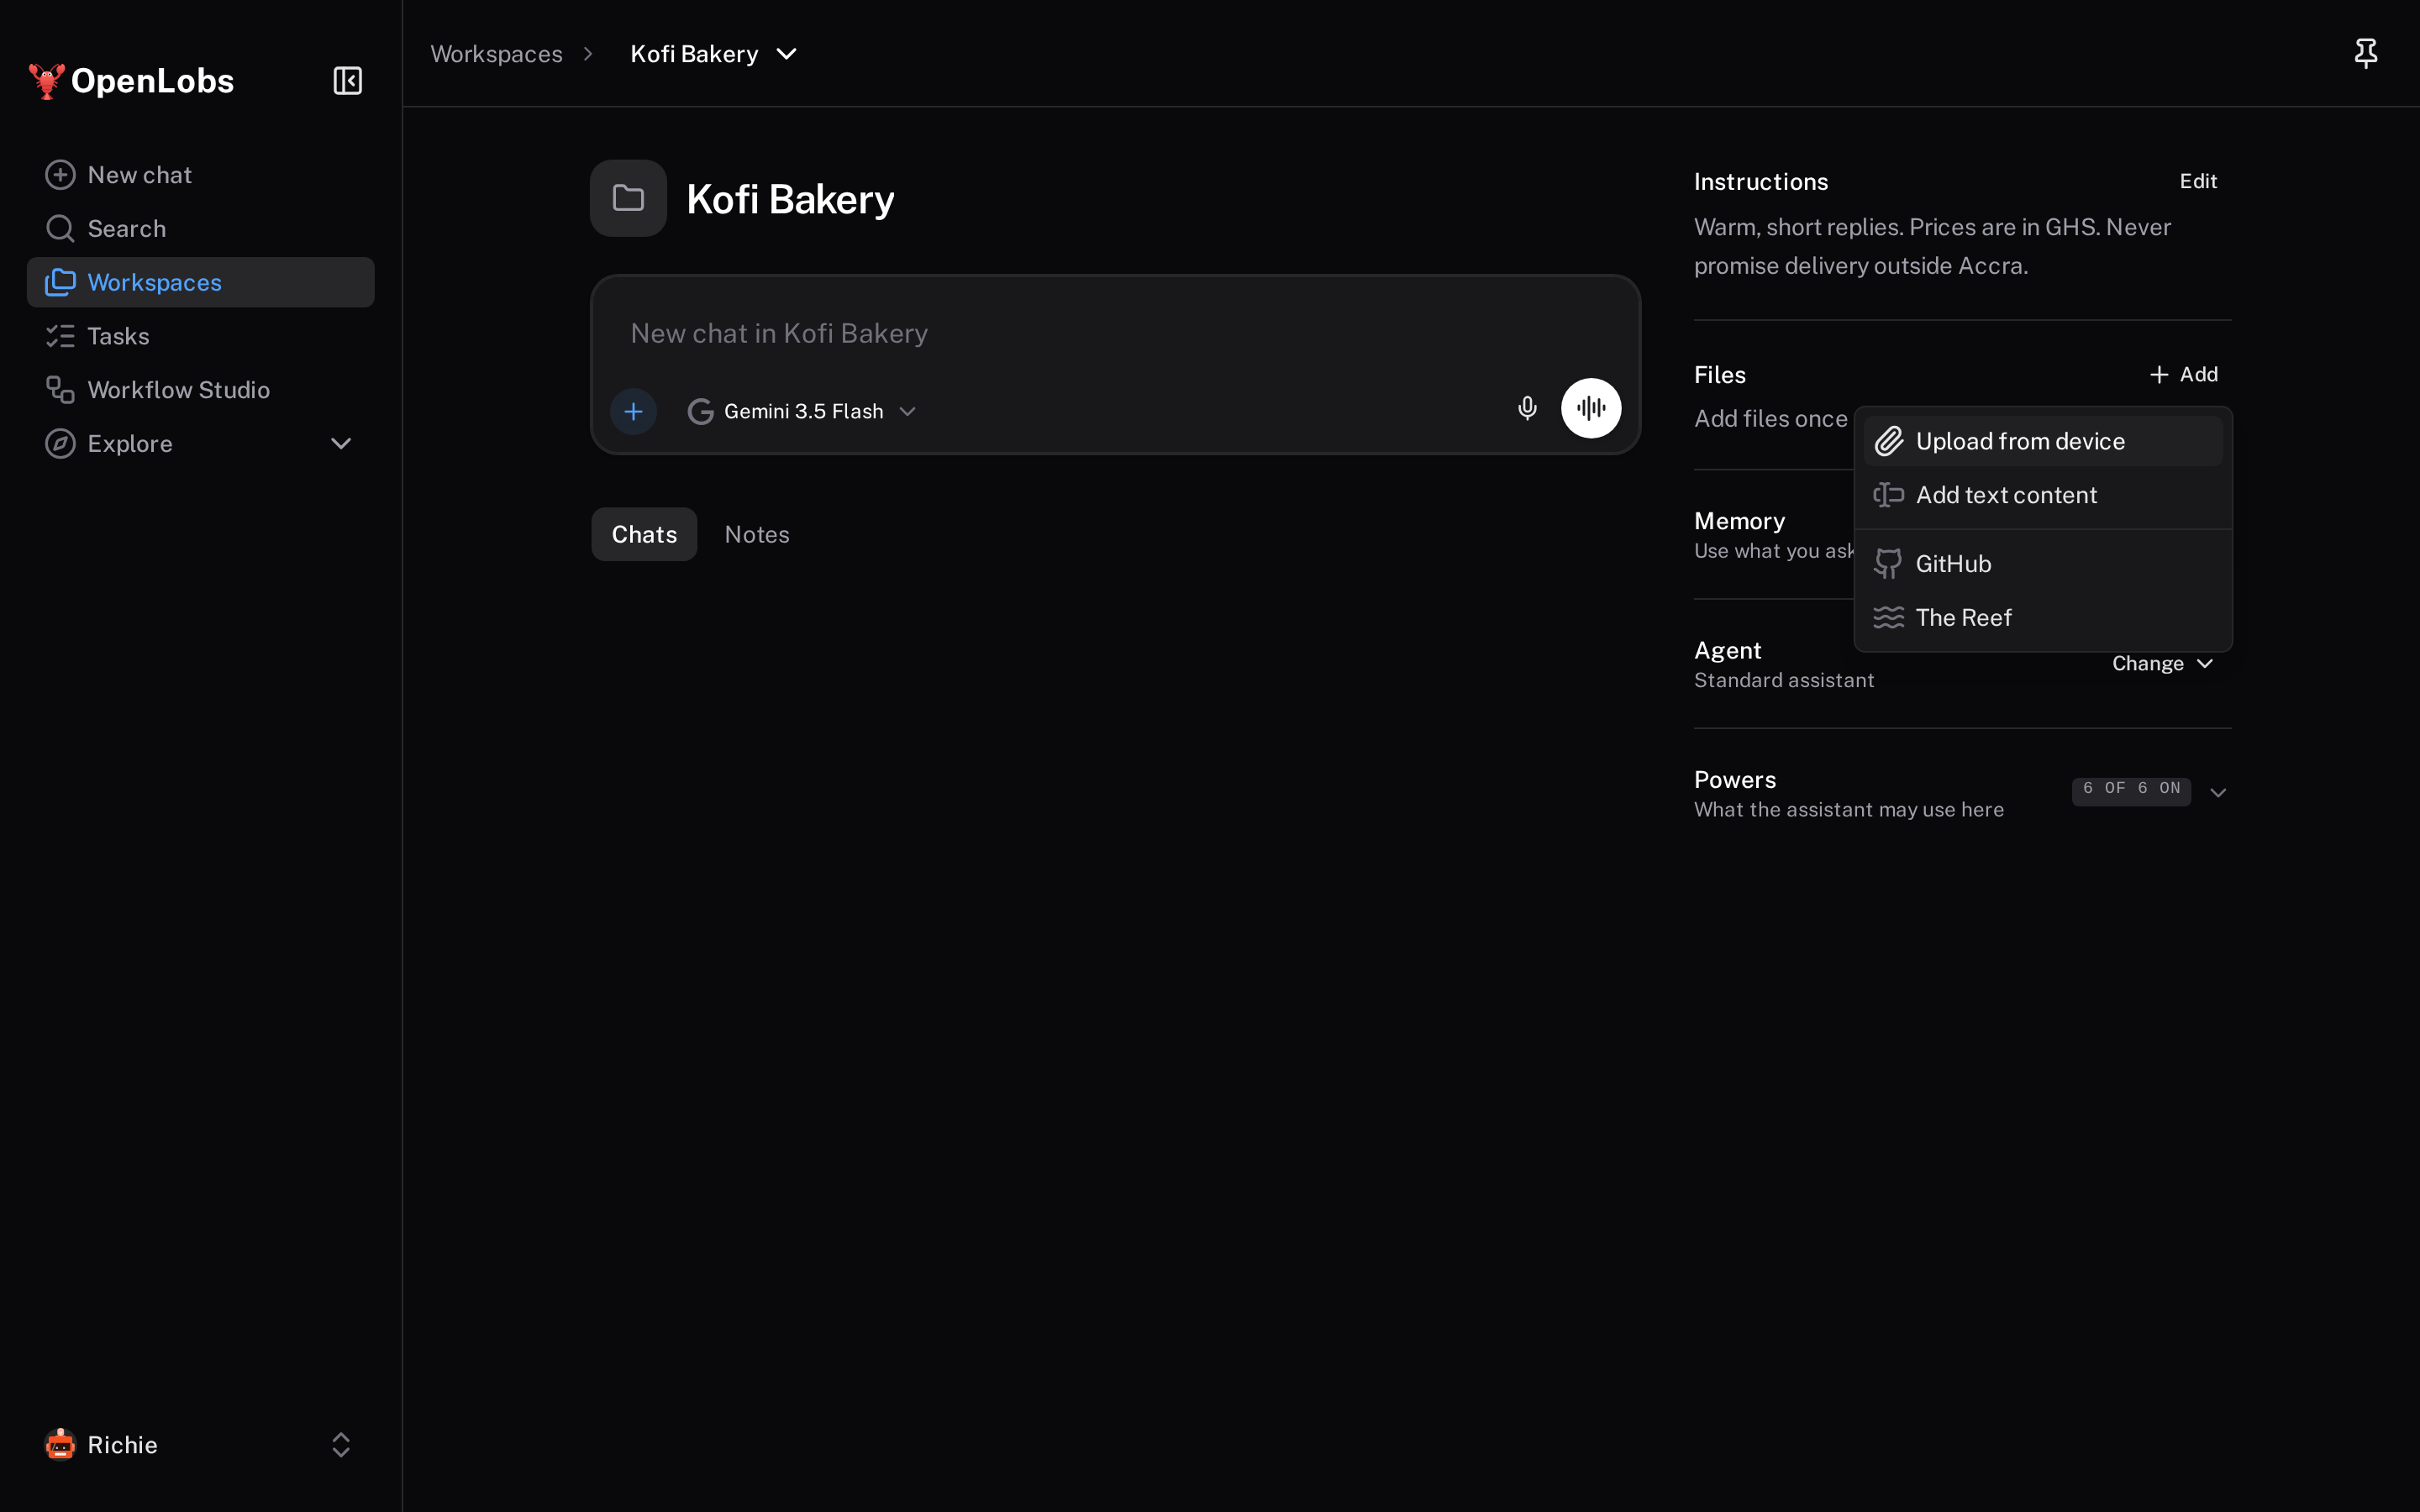 OpenLobs
New chat
Search
Workspaces
Tasks
Workflow Studio
Explore
Richie
Workspaces
Kofi Bakery
Kofi Bakery
New chat in Kofi Bakery
Gemini 3.5 Flash
Chats
Notes
Instructions
Edit
Warm, short replies. Prices are in GHS. Never
promise delivery outside Accra.
Files
Add
Add files once
Upload from device
Add text content
GitHub
The Reef
Memory
Use what you ask
Agent
Standard assistant
Change
Powers
What the assistant may use here
6 OF 6 ON